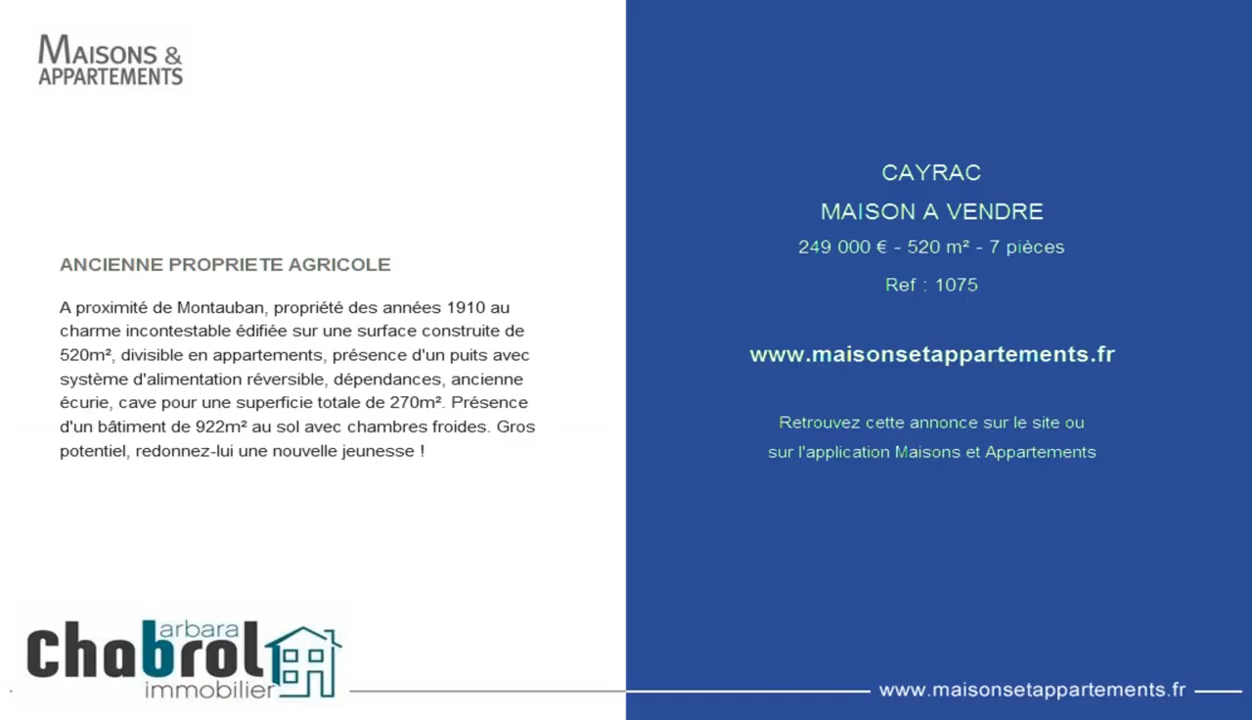 MAISONS &
APPARTEMENTS
ANCIENNE PROPRIETE AGRICOLE
A proximité de Montauban, propriété des années 1910 au
charme incontestable édifiée sur une surface construite de
520m², divisible en appartements, présence d'un puits avec
système d'alimentation réversible, dépendances, ancienne
écurie, cave pour une superficie totale de 270m². Présence
d'un bâtiment de 922m² au sol avec chambres froides. Gros
potentiel, redonnez-lui une nouvelle jeunesse !
arbara
Chabrol
immobilier
CAYRAC
MAISON A VENDRE
249 000 € - 520 m² - 7 pièces
Ref : 1075
www.maisonsetappartements.fr
Retrouvez cette annonce sur le site ou
sur l'application Maisons et Appartements
www.maisonsetappartements.fr